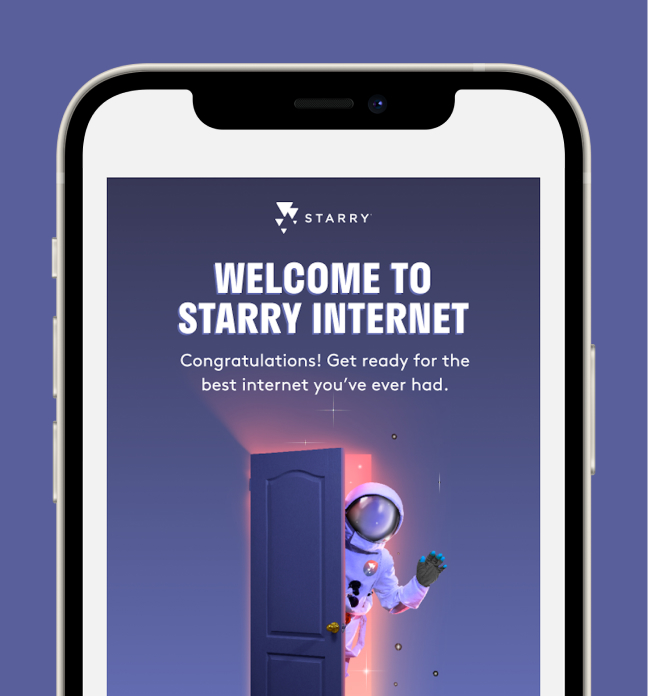 STARRY
WELCOME TO
STARRY INTERNET
Congratulations! Get ready for the
best internet you've ever had.